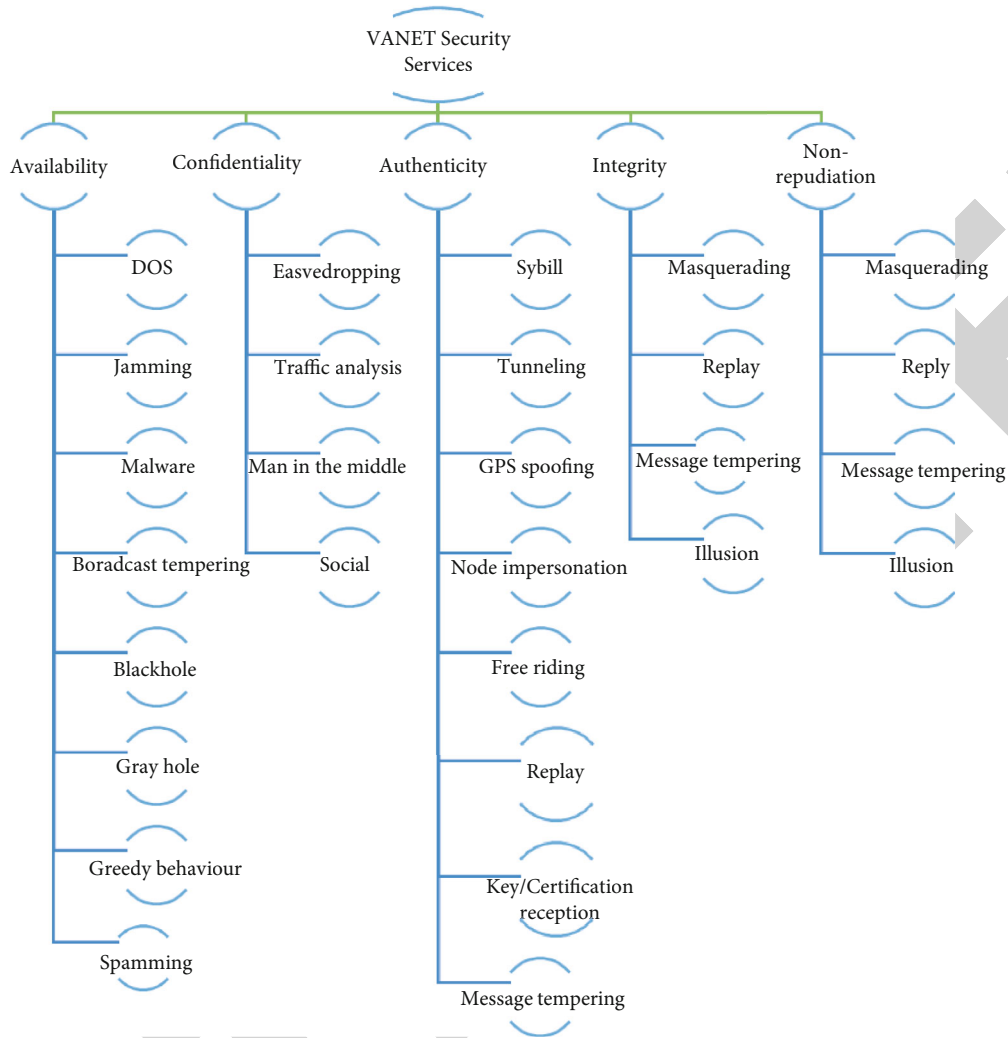 VANET Security
Services
Availability
Confidentiality
Authenticity
Integrity
Non-
repudiation
DOS
Jamming
Malware
Boradcast tempering
Blackhole
Gray hole
Greedy behaviour
Spamming
Easvedropping
Traffic analysis
Man in the middle
Social
Sybill
Tunneling
GPS spoofing
Node impersonation
Free riding
Replay
Key/Certification
reception
Message tempering
Masquerading
Replay
Message tempering
Illusion
Masquerading
Reply
Message tempering
Illusion